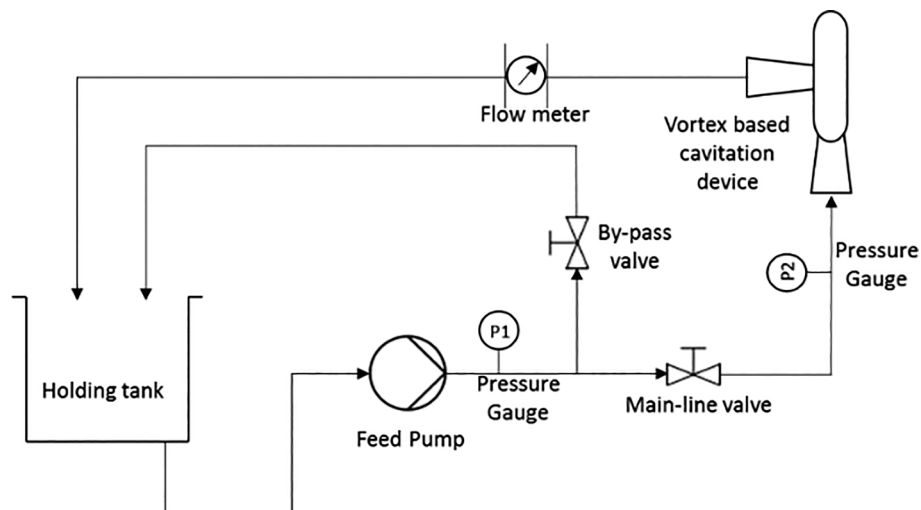 Flow meter
Vortex based
cavitation
device
By-pass
valve
Pressure
Gauge
P2
P1
Holding tank
Pressure
Gauge
Main-line valve
Feed Pump